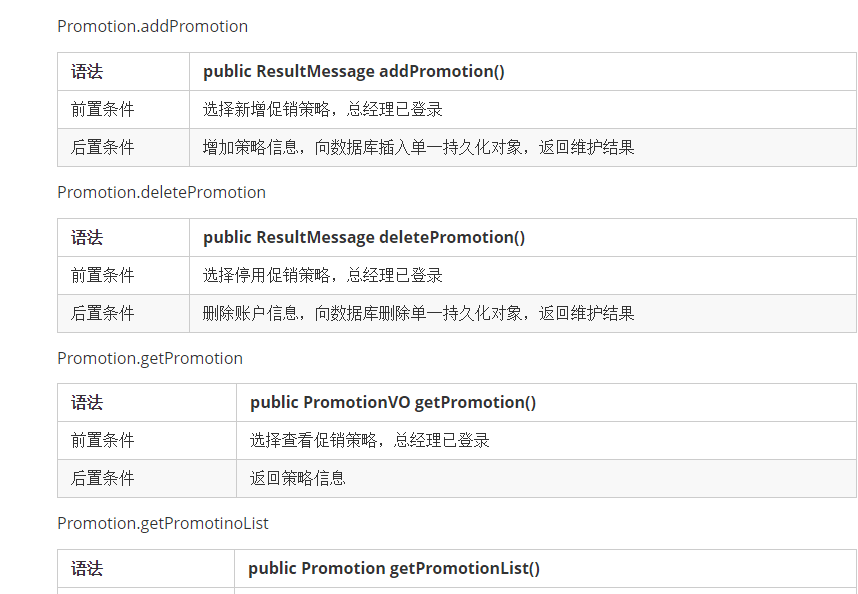 Promotion.addPromotion
语法 public ResultMessage addPromotion()
前置条件 选择新增促销策略，总经理已登录
后置条件 增加策略信息，向数据库插入单一持久化对象，返回维护结果
Promotion.deletePromotion
语法 public ResultMessage deletePromotion()
前置条件 选择停用促销策略，总经理已登录
后置条件 删除账户信息，向数据库删除单一持久化对象，返回维护结果
Promotion.getPromotion
语法 public PromotionVO getPromotion()
前置条件 选择查看促销策略，总经理已登录
后置条件 返回策略信息
Promotion.getPromotinoList
语法 public Promotion getPromotionList()